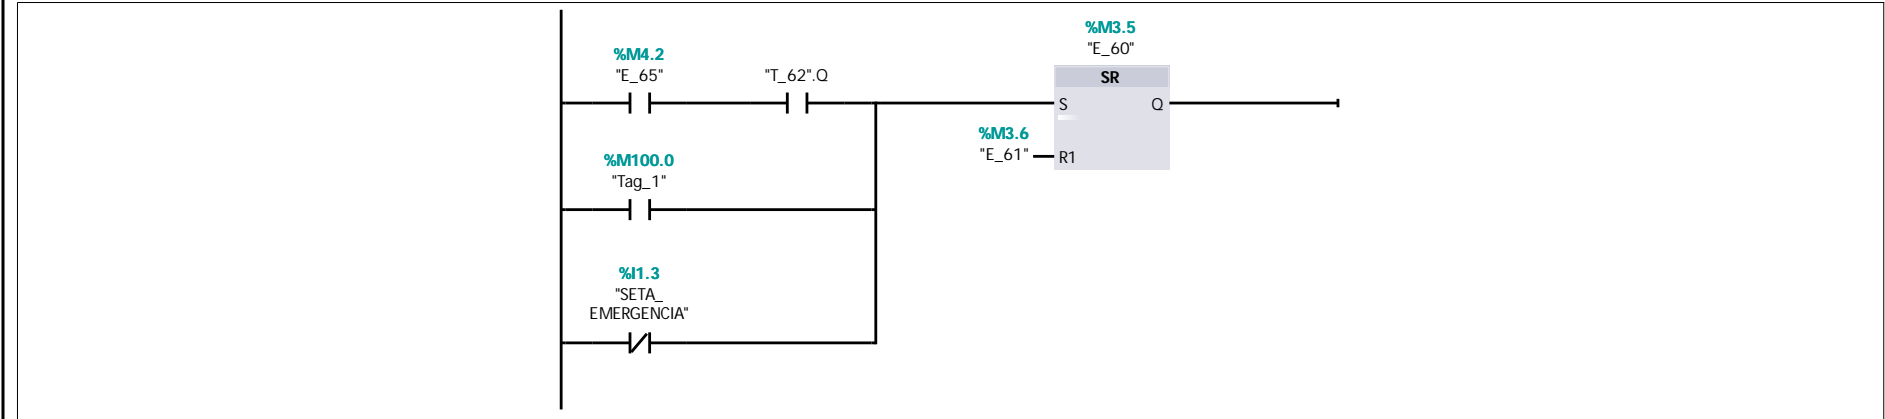 %M3.5
"E_60"
%M4.2
"E_65"
"T_62".Q
SR
S
Q
%M3.6
"E_61"
R1
%M100.0
"Tag_1"
%I1.3
"SETA_
EMERGENCIA"